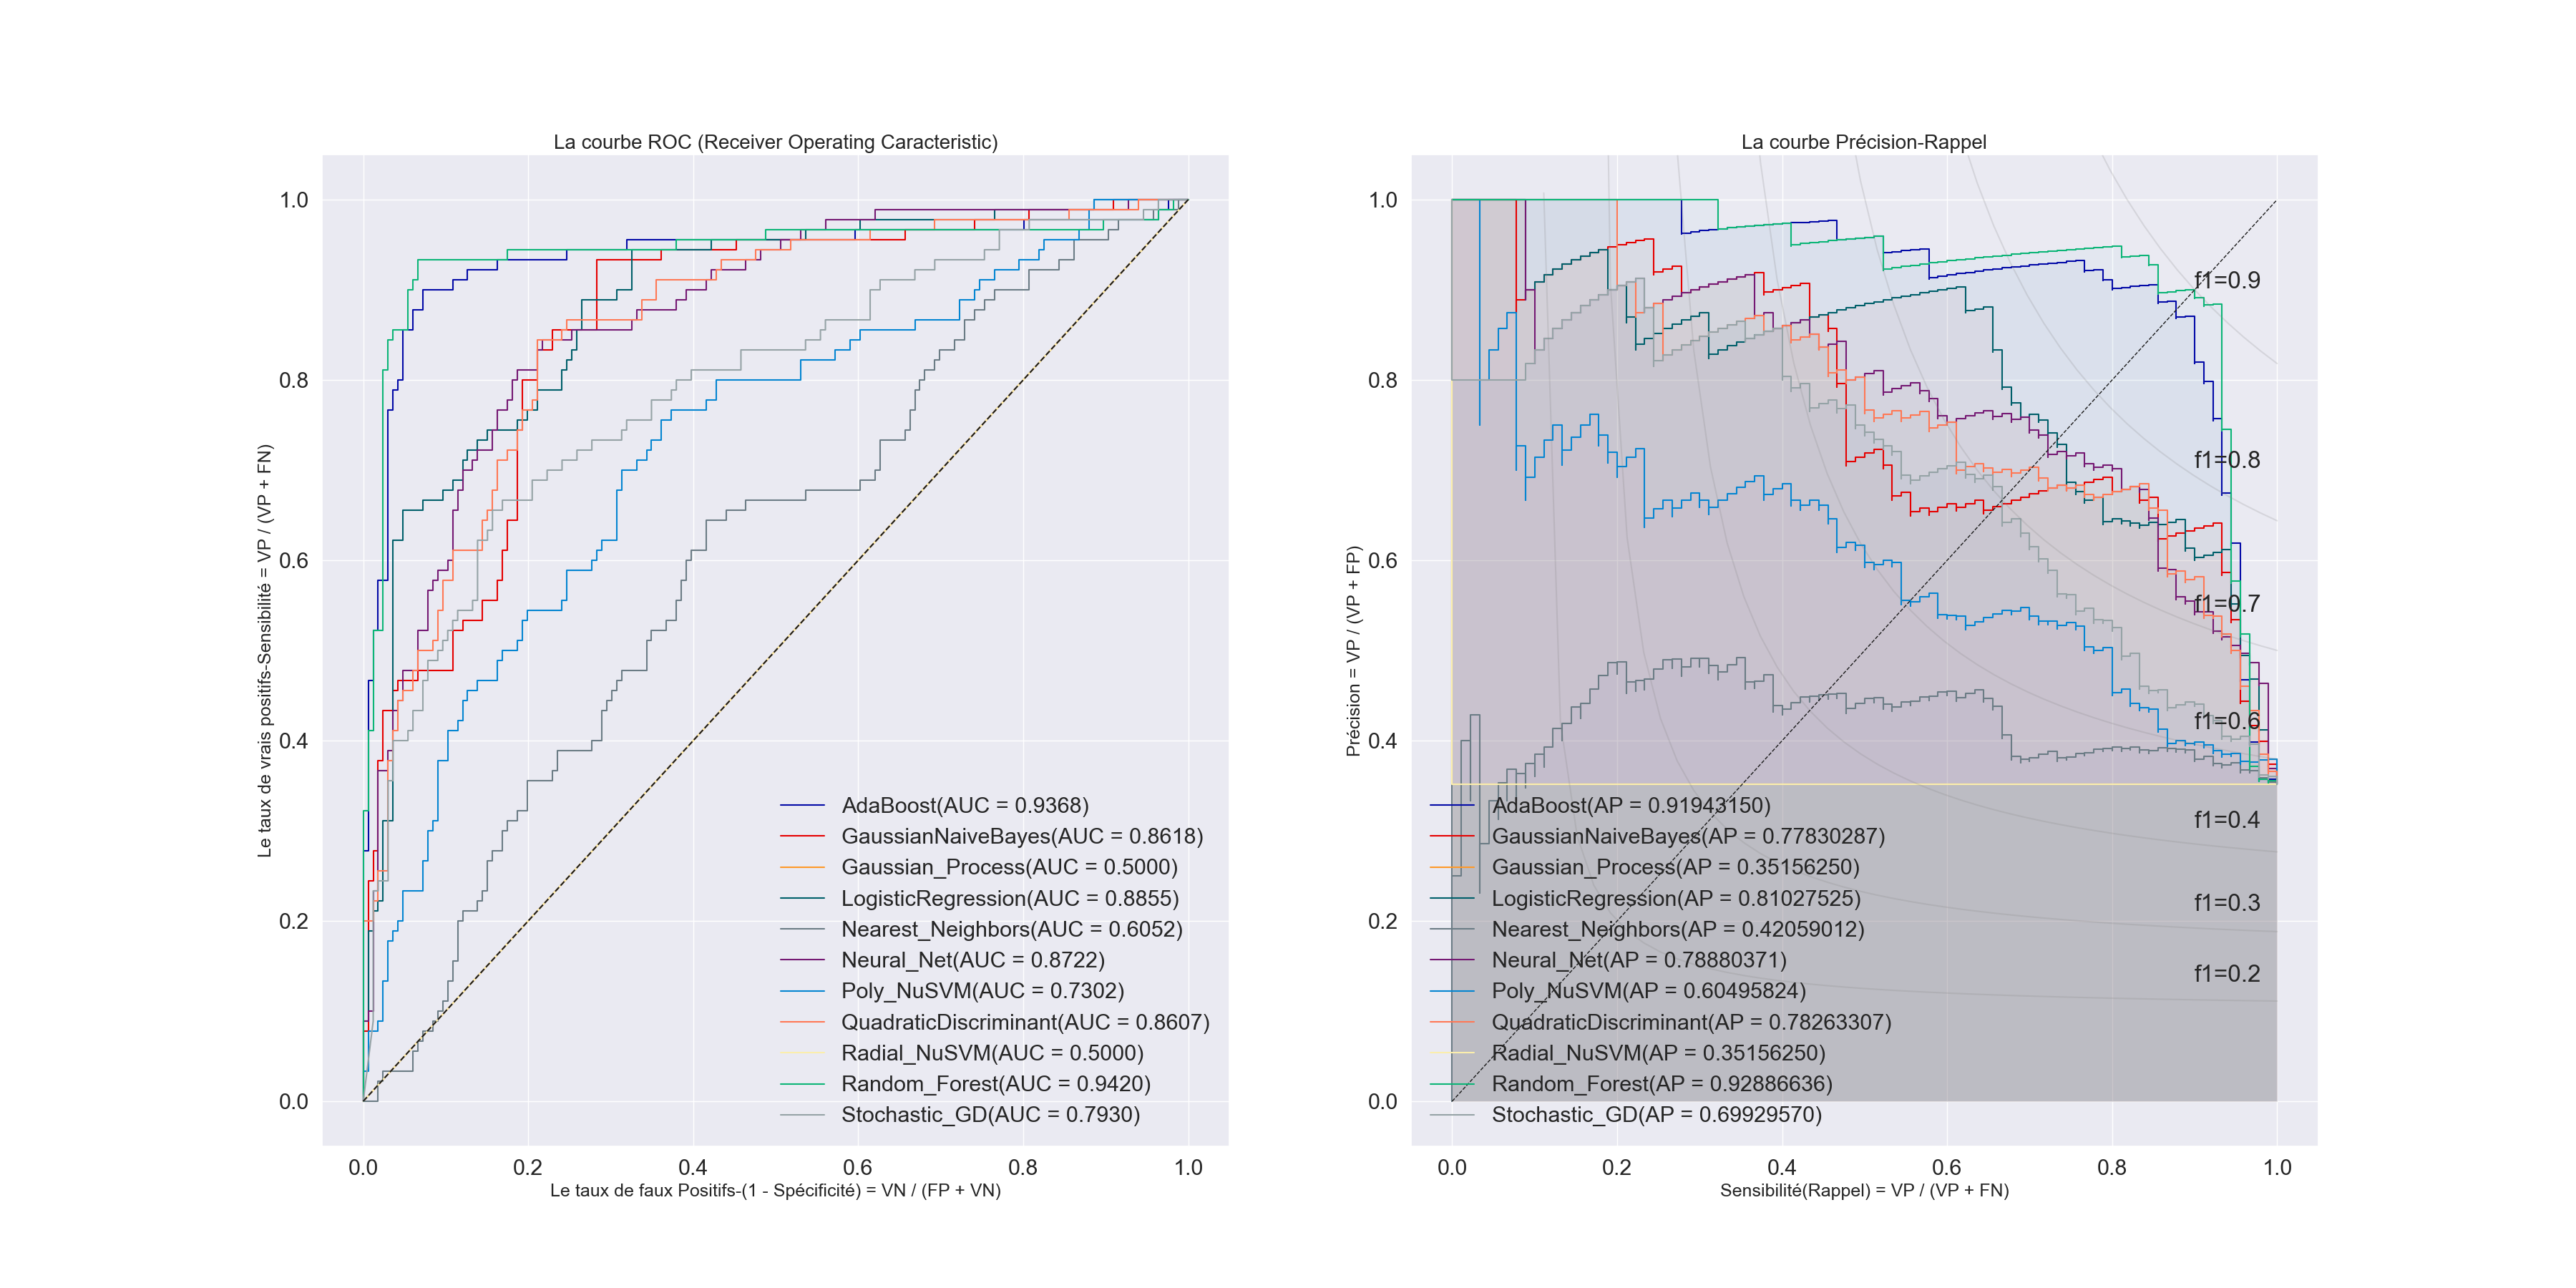 La courbe ROC (Receiver Operating Caracteristic)
Le taux de vrais positifs-Sensibilité = VP / (VP + FN)
1.0
0.8
0.6
0.4
0.2
0.0
AdaBoost(AUC = 0.9368)
GaussianNaiveBayes(AUC = 0.8618)
Gaussian_Process(AUC = 0.5000)
LogisticRegression(AUC = 0.8855)
Nearest_Neighbors(AUC = 0.6052)
Neural_Net(AUC = 0.8722)
Poly_NuSVM(AUC = 0.7302)
QuadraticDiscriminant(AUC = 0.8607)
Radial_NuSVM(AUC = 0.5000)
Random_Forest(AUC = 0.9420)
Stochastic_GD(AUC = 0.7930)
0.0 0.2 0.4 0.6 0.8 1.0
Le taux de faux Positifs-(1 - Spécificité) = VN / (FP + VN)
La courbe Précision-Rappel
Précision = VP / (VP + FP)
1.0
0.8
0.6
0.4
0.2
0.0
f1=0.9
f1=0.8
f1=0.7
f1=0.6
f1=0.4
f1=0.3
f1=0.2
AdaBoost(AP = 0.91943150)
GaussianNaiveBayes(AP = 0.77830287)
Gaussian_Process(AP = 0.35156250)
LogisticRegression(AP = 0.81027525)
Nearest_Neighbors(AP = 0.42059012)
Neural_Net(AP = 0.78880371)
Poly_NuSVM(AP = 0.60495824)
QuadraticDiscriminant(AP = 0.78263307)
Radial_NuSVM(AP = 0.35156250)
Random_Forest(AP = 0.92886636)
Stochastic_GD(AP = 0.69929570)
0.0 0.2 0.4 0.6 0.8 1.0
Sensibilité(Rappel) = VP / (VP + FN)